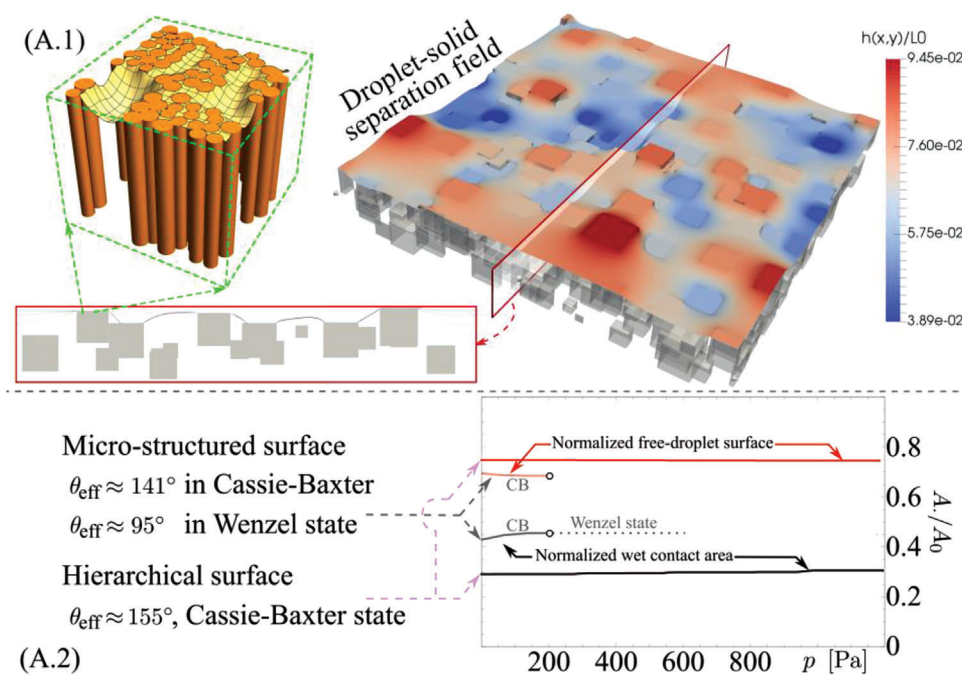 (A.1)
Droplet-solid
separation field
h(x,y)/L0
9.45e-02
7.60e-02
5.75e-02
3.89e-02
Micro-structured surface
θeff ≈ 141° in Cassie-Baxter
θeff ≈ 95° in Wenzel state
Hierarchical surface
θeff ≈ 155°, Cassie-Baxter state
(A.2)
Normalized free-droplet surface
CB
CB
Wenzel state
Normalized wet contact area
0.8
0.6
0.4
0.2
0
A./A0
200 400 600 800 p [Pa]